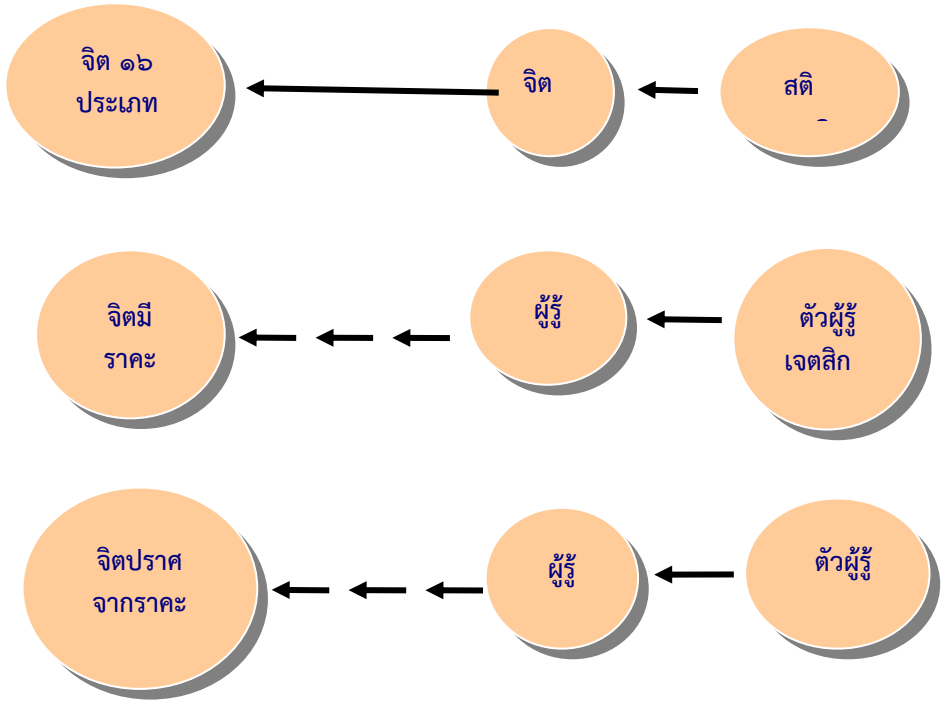 จิต ๑๖
ประเภท
จิต
สติ
จิตมี
ราคะ
ผู้รู้
ตัวผู้รู้
เจตสิก
จิตปราศ
จากราคะ
ผู้รู้
ตัวผู้รู้